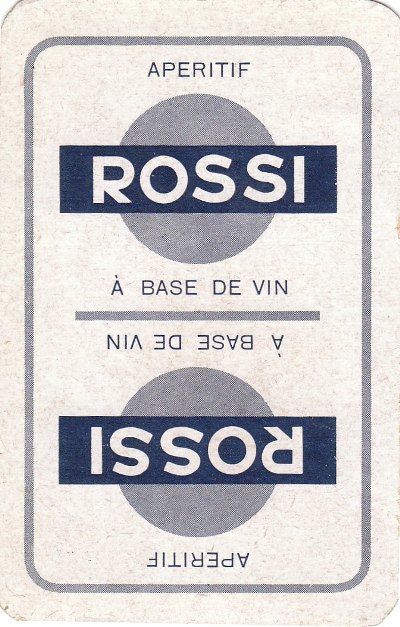 APERITIF
ROSSI
À BASE DE VIN
À BASE DE VIN
ROSSI
APERITIF